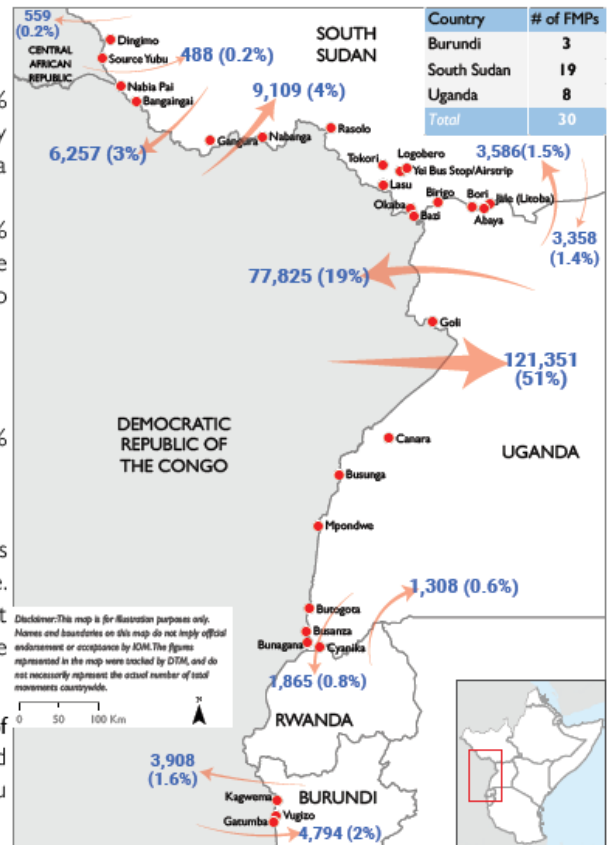 559
(0.2%)
CENTRAL
AFRICAN
REPUBLIC
Dingimo
Source Yubu
488 (0.2%)
SOUTH
SUDAN
Country # of FMPs
Burundi 3
South Sudan 19
Uganda 8
Total 30
Nabia Pai
Bangaingai
9,109 (4%)
6,257 (3%)
Gangura
Nabanga
Rasolo
Tokori
Logobero
Yei Bus Stop/Airstrip
3,586(1.5%)
Lasu
Okaba
Birigo
Bori
Jale (Litoba)
Bazi
Abaya
3,358
(1.4%)
77,825 (19%)
Goli
121,351
(51%)
DEMOCRATIC
REPUBLIC OF
THE CONGO
Canara
UGANDA
Busunga
Mpondwe
1,308 (0.6%)
Butogota
Busanza
Bunagana
Cyanika
Disclaimer:This map is for illustration purposes only.
Names and boundaries on this map do not imply official
endorsement or acceptance by IOM.The figures
represented in the map were tracked by DTM, and do
not necessarily represent the actual number of total
movements countrywide.
0 50 100 Km
N
1,865 (0.8%)
RWANDA
3,908
(1.6%)
Kagwema
BURUNDI
Vugizo
Gatumba
4,794 (2%)